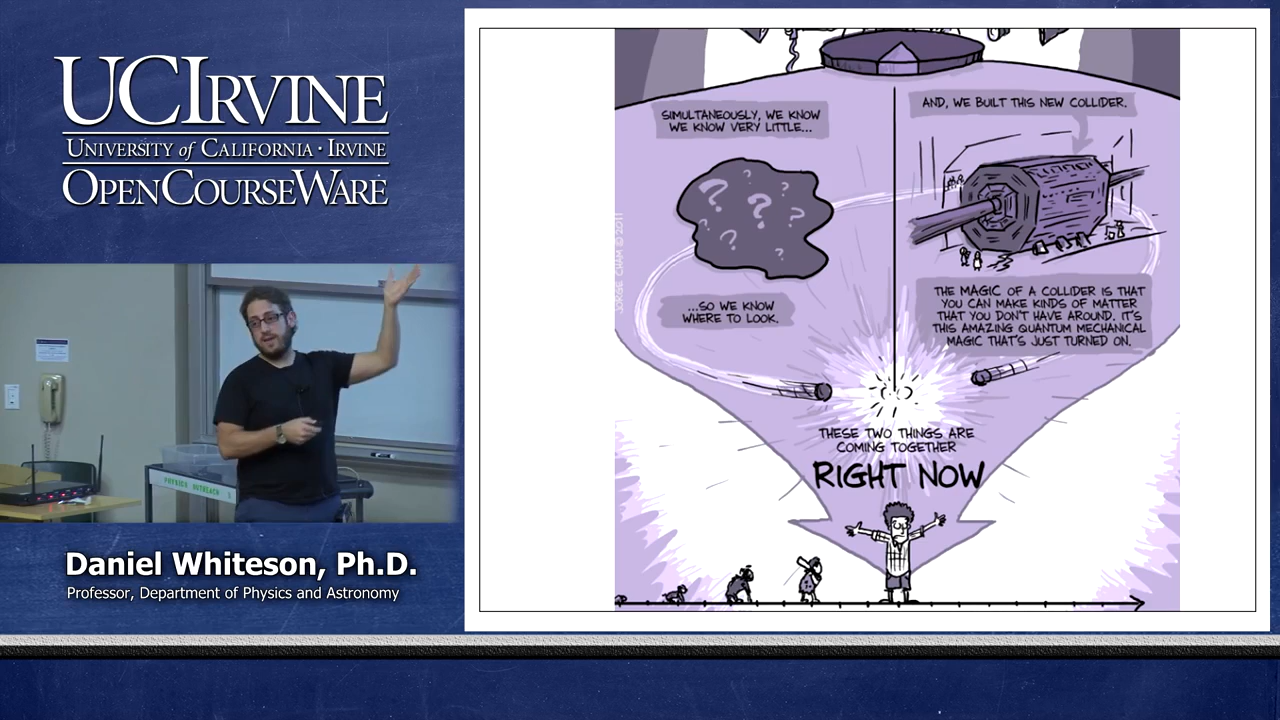 UCIRVINE
UNIVERSITY of CALIFORNIA · IRVINE
OPENCOURSEWARE
PHYSICS OUTREACH
Daniel Whiteson, Ph.D.
Professor, Department of Physics and Astronomy
SIMULTANEOUSLY, WE KNOW
WE KNOW VERY LITTLE...
? ? ? ? ? ?
...SO WE KNOW
WHERE TO LOOK.
JORGE CHAM © 2011
AND, WE BUILT THIS NEW COLLIDER.
THE MAGIC OF A COLLIDER IS THAT
YOU CAN MAKE KINDS OF MATTER
THAT YOU DON'T HAVE AROUND. IT'S
THIS AMAZING QUANTUM MECHANICAL
MAGIC THAT'S JUST TURNED ON.
THESE TWO THINGS ARE
COMING TOGETHER
RIGHT NOW